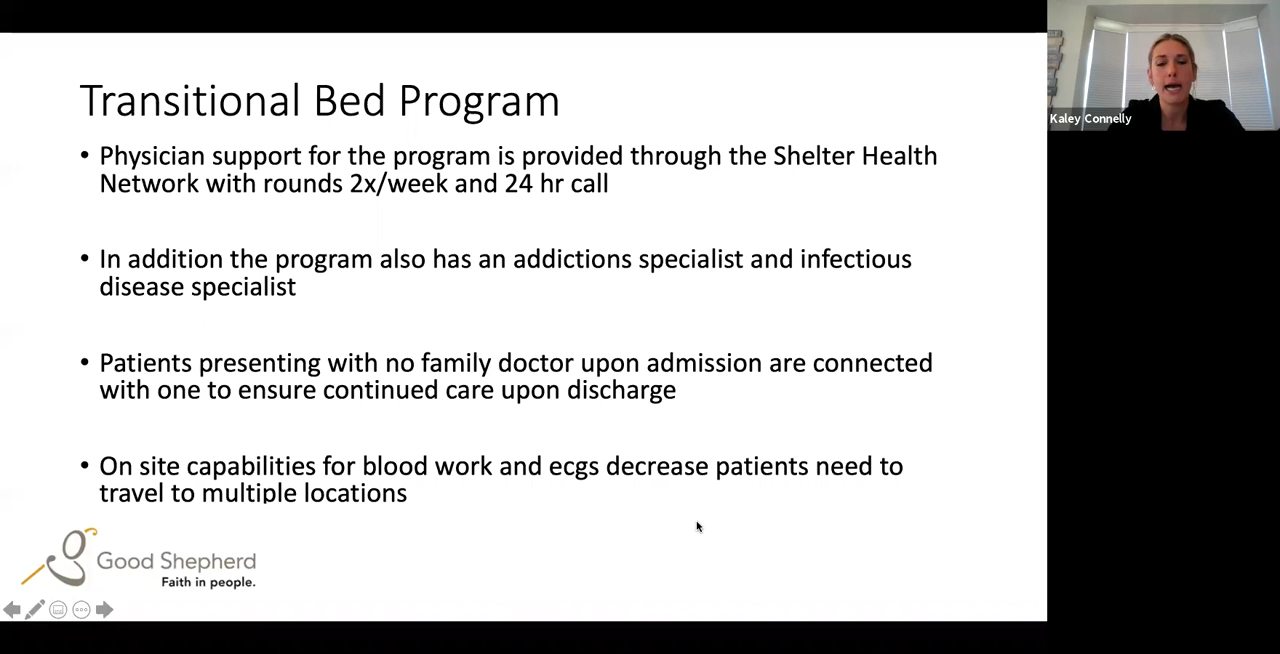 Transitional Bed Program
• Physician support for the program is provided through the Shelter Health
Network with rounds 2x/week and 24 hr call
• In addition the program also has an addictions specialist and infectious
disease specialist
• Patients presenting with no family doctor upon admission are connected
with one to ensure continued care upon discharge
• On site capabilities for blood work and ecgs decrease patients need to
travel to multiple locations
Good Shepherd
Faith in people.
Kaley Connelly